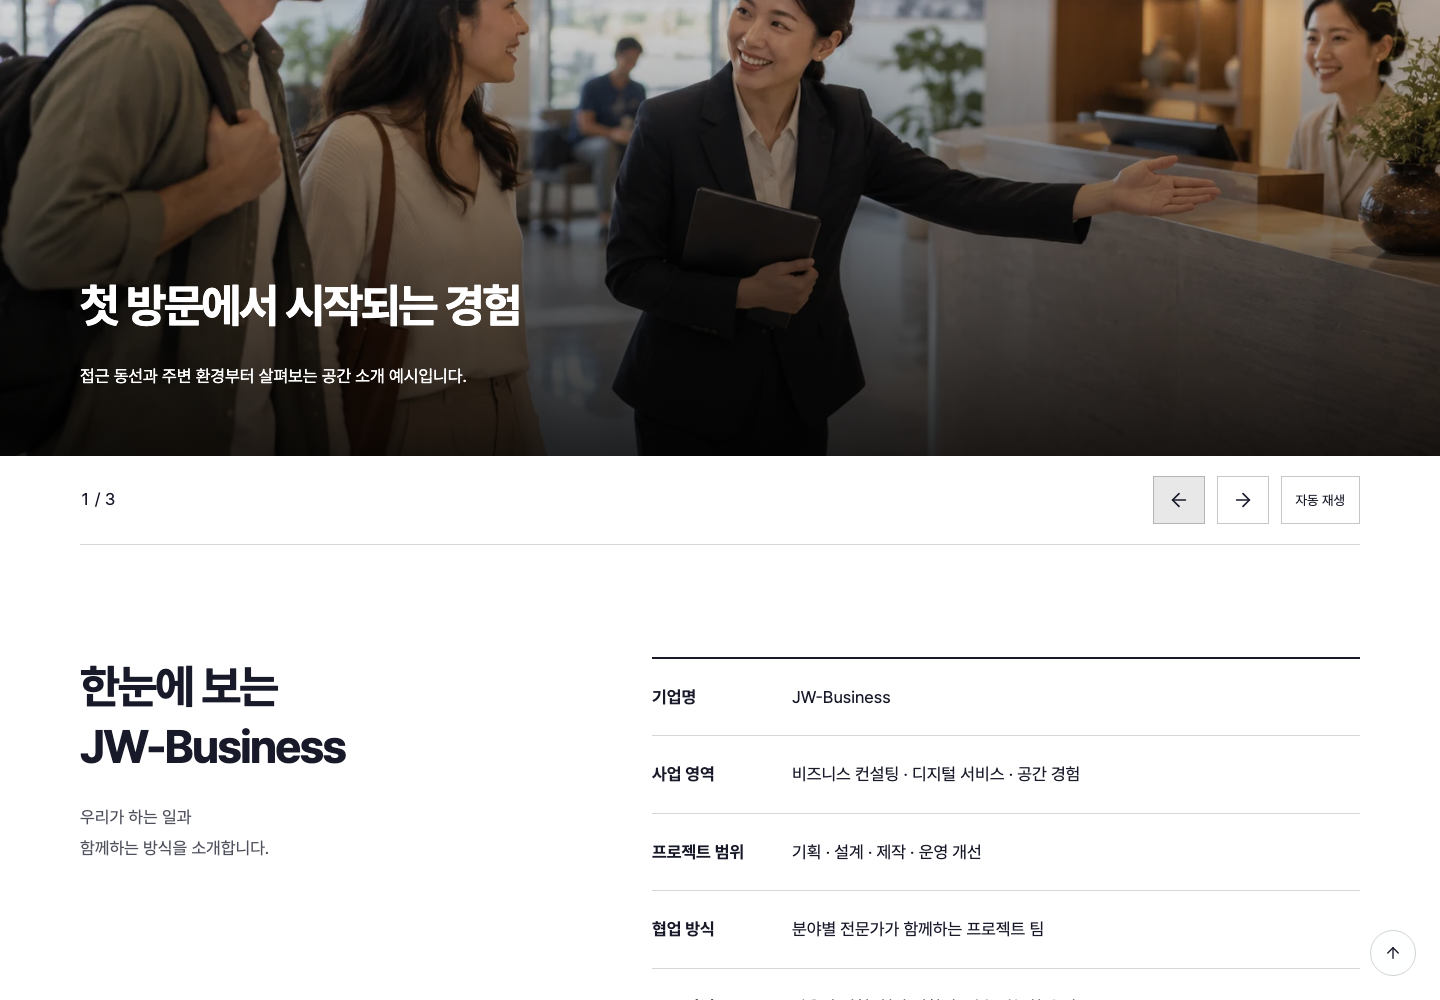 첫 방문에서 시작되는 경험
접근 동선과 주변 환경부터 살펴보는 공간 소개 예시입니다.
1 / 3
자동 재생
한눈에 보는
JW-Business
우리가 하는 일과
함께하는 방식을 소개합니다.
기업명 JW-Business
사업 영역 비즈니스 컨설팅 · 디지털 서비스 · 공간 경험
프로젝트 범위 기획 · 설계 · 제작 · 운영 개선
협업 방식 분야별 전문가가 함께하는 프로젝트 팀